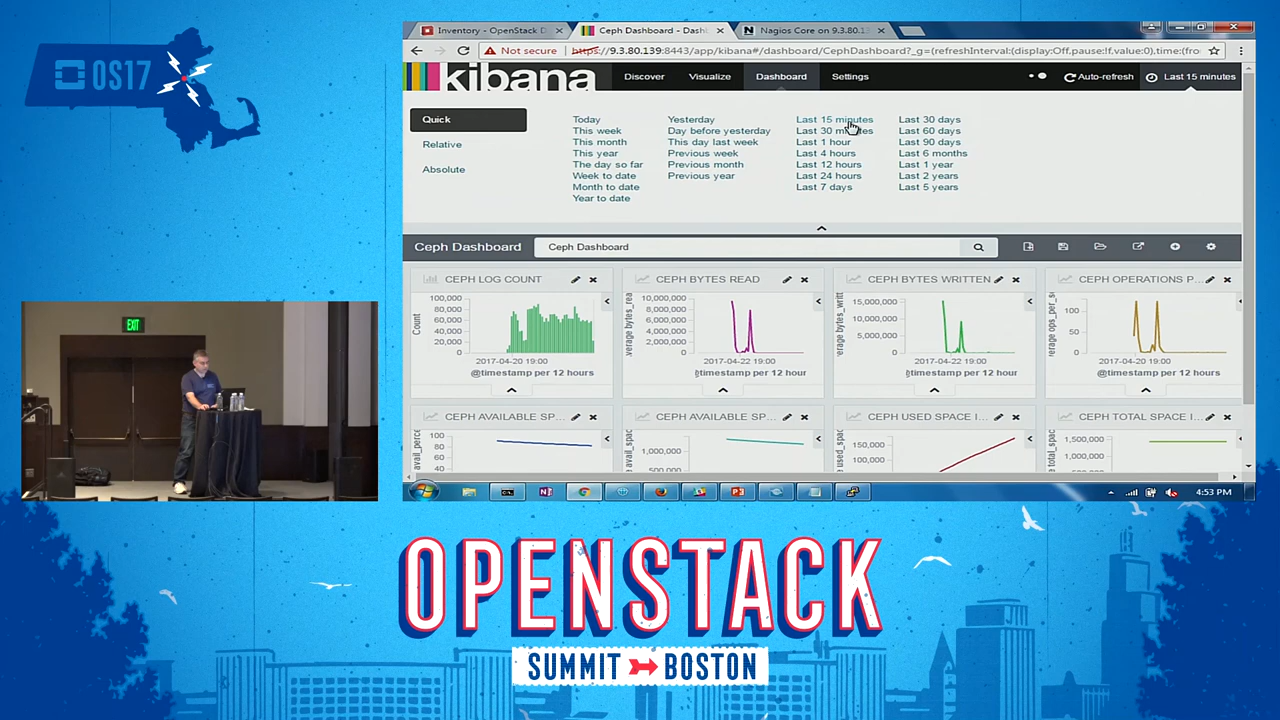 OS17
EXIT
Inventory - OpenStack D
Ceph Dashboard - Dash
Nagios Core on 9.3.80.1
Not secure
https://9.3.80.139:8443/app/kibana#/dashboard/CephDashboard?_g=(refreshInterval:(display:Off,pause:!f,value:0),time:(fro
kibana
Discover
Visualize
Dashboard
Settings
Auto-refresh
Last 15 minutes
Quick
Relative
Absolute
Today
This week
This month
This year
The day so far
Week to date
Month to date
Year to date
Yesterday
Day before yesterday
This day last week
Previous week
Previous month
Previous year
Last 15 minutes
Last 30 minutes
Last 1 hour
Last 4 hours
Last 12 hours
Last 24 hours
Last 7 days
Last 30 days
Last 60 days
Last 90 days
Last 6 months
Last 1 year
Last 2 years
Last 5 years
Ceph Dashboard
Ceph Dashboard
CEPH LOG COUNT
Count
100,000
80,000
60,000
40,000
20,000
0
2017-04-20 19:00
@timestamp per 12 hours
CEPH BYTES READ
erage bytes_rea
10,000,000
8,000,000
6,000,000
4,000,000
2,000,000
0
2017-04-22 19:00
timestamp per 12 hour
CEPH BYTES WRITTEN
erage bytes_writt
15,000,000
10,000,000
5,000,000
0
2017-04-22 19:00
timestamp per 12 hour
CEPH OPERATIONS P...
erage ops_per_s
100
50
0
2017-04-20 19:00
@timestamp per 12 hours
CEPH AVAILABLE SP...
avail_perce
100
80
60
40
CEPH AVAILABLE SP...
avail_spac
1,000,000
500,000
CEPH USED SPACE I...
used_spac
150,000
100,000
CEPH TOTAL SPACE I...
total_spac
1,500,000
1,000,000
500,000
4:53 PM
OPENSTACK
SUMMIT BOSTON